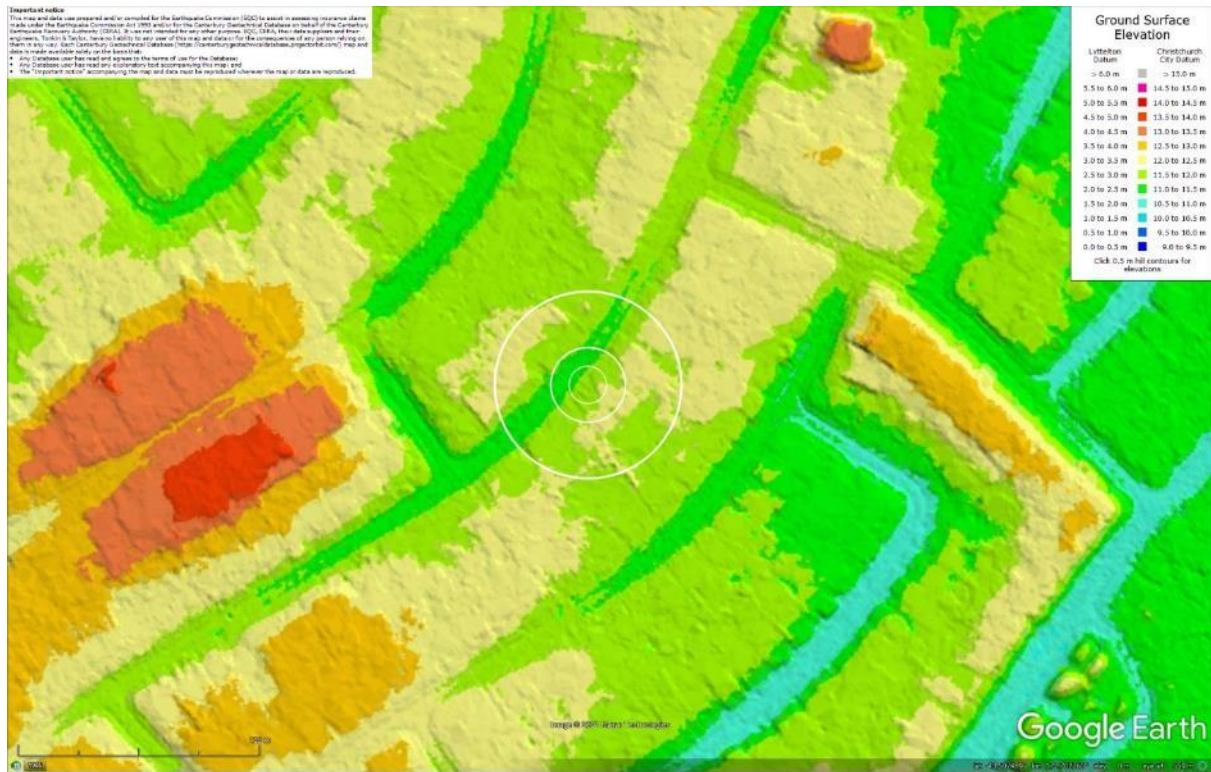 Important notice
This map and data was prepared and/or compiled for the Earthquake Commission (EQC) to assist in assessing insurance claims
made under the Earthquake Commission Act 1993 and/or for the Canterbury Geotechnical Database on behalf of the Canterbury
Earthquake Recovery Authority (CERA). It was not intended for any other purpose. EQC, CERA, their data suppliers and their
engineers, Tonkin & Taylor, have no liability to any user of this map and data or for the consequences of any person relying on
them in any way. Each Canterbury Geotechnical Database (https://canterburygeotechnicaldatabase.projectorbit.com/) map and
data is made available solely on the basis that:
• Any Database user has read and agrees to the terms of use for the Database;
• Any Database user has read any explanatory text accompanying this map; and
• The "Important notice" accompanying the map and data must be reproduced wherever the map or data are reproduced.
Ground Surface
Elevation
Lyttelton
Datum
Christchurch
City Datum
> 6.0 m > 15.0 m
5.5 to 6.0 m 14.5 to 15.0 m
5.0 to 5.5 m 14.0 to 14.5 m
4.5 to 5.0 m 13.5 to 14.0 m
4.0 to 4.5 m 13.0 to 13.5 m
3.5 to 4.0 m 12.5 to 13.0 m
3.0 to 3.5 m 12.0 to 12.5 m
2.5 to 3.0 m 11.5 to 12.0 m
2.0 to 2.5 m 11.0 to 11.5 m
1.5 to 2.0 m 10.5 to 11.0 m
1.0 to 1.5 m 10.0 to 10.5 m
0.5 to 1.0 m 9.5 to 10.0 m
0.0 to 0.5 m 9.0 to 9.5 m
Click 0.5 m hill contours for
elevations
Image ©
Technologies
Google Earth